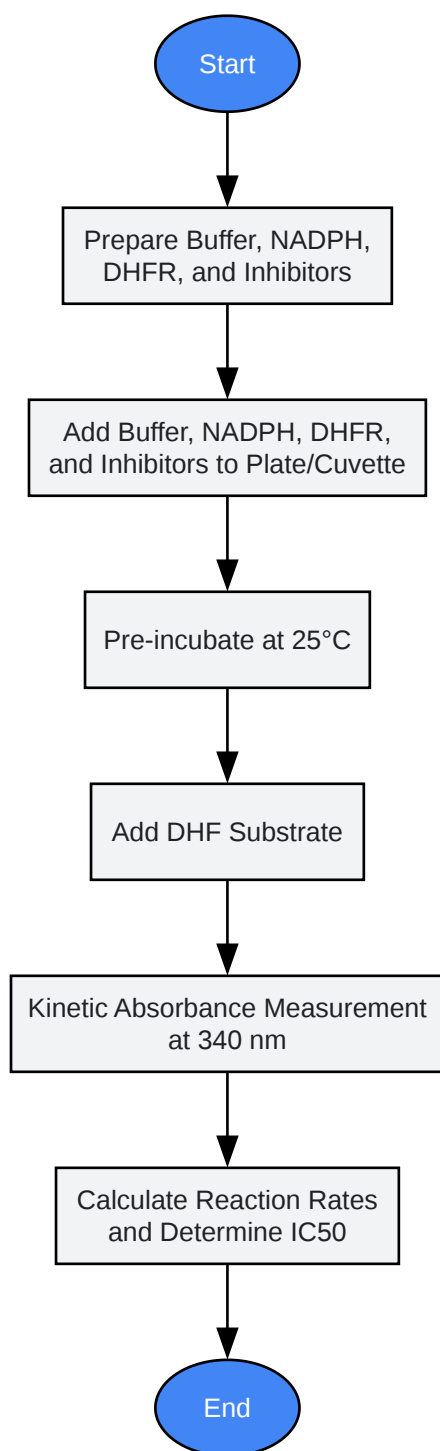 Start
Prepare Buffer, NADPH,
DHFR, and Inhibitors
Add Buffer, NADPH, DHFR,
and Inhibitors to Plate/Cuvette
Pre-incubate at 25°C
Add DHF Substrate
Kinetic Absorbance Measurement
at 340 nm
Calculate Reaction Rates
and Determine IC50
End